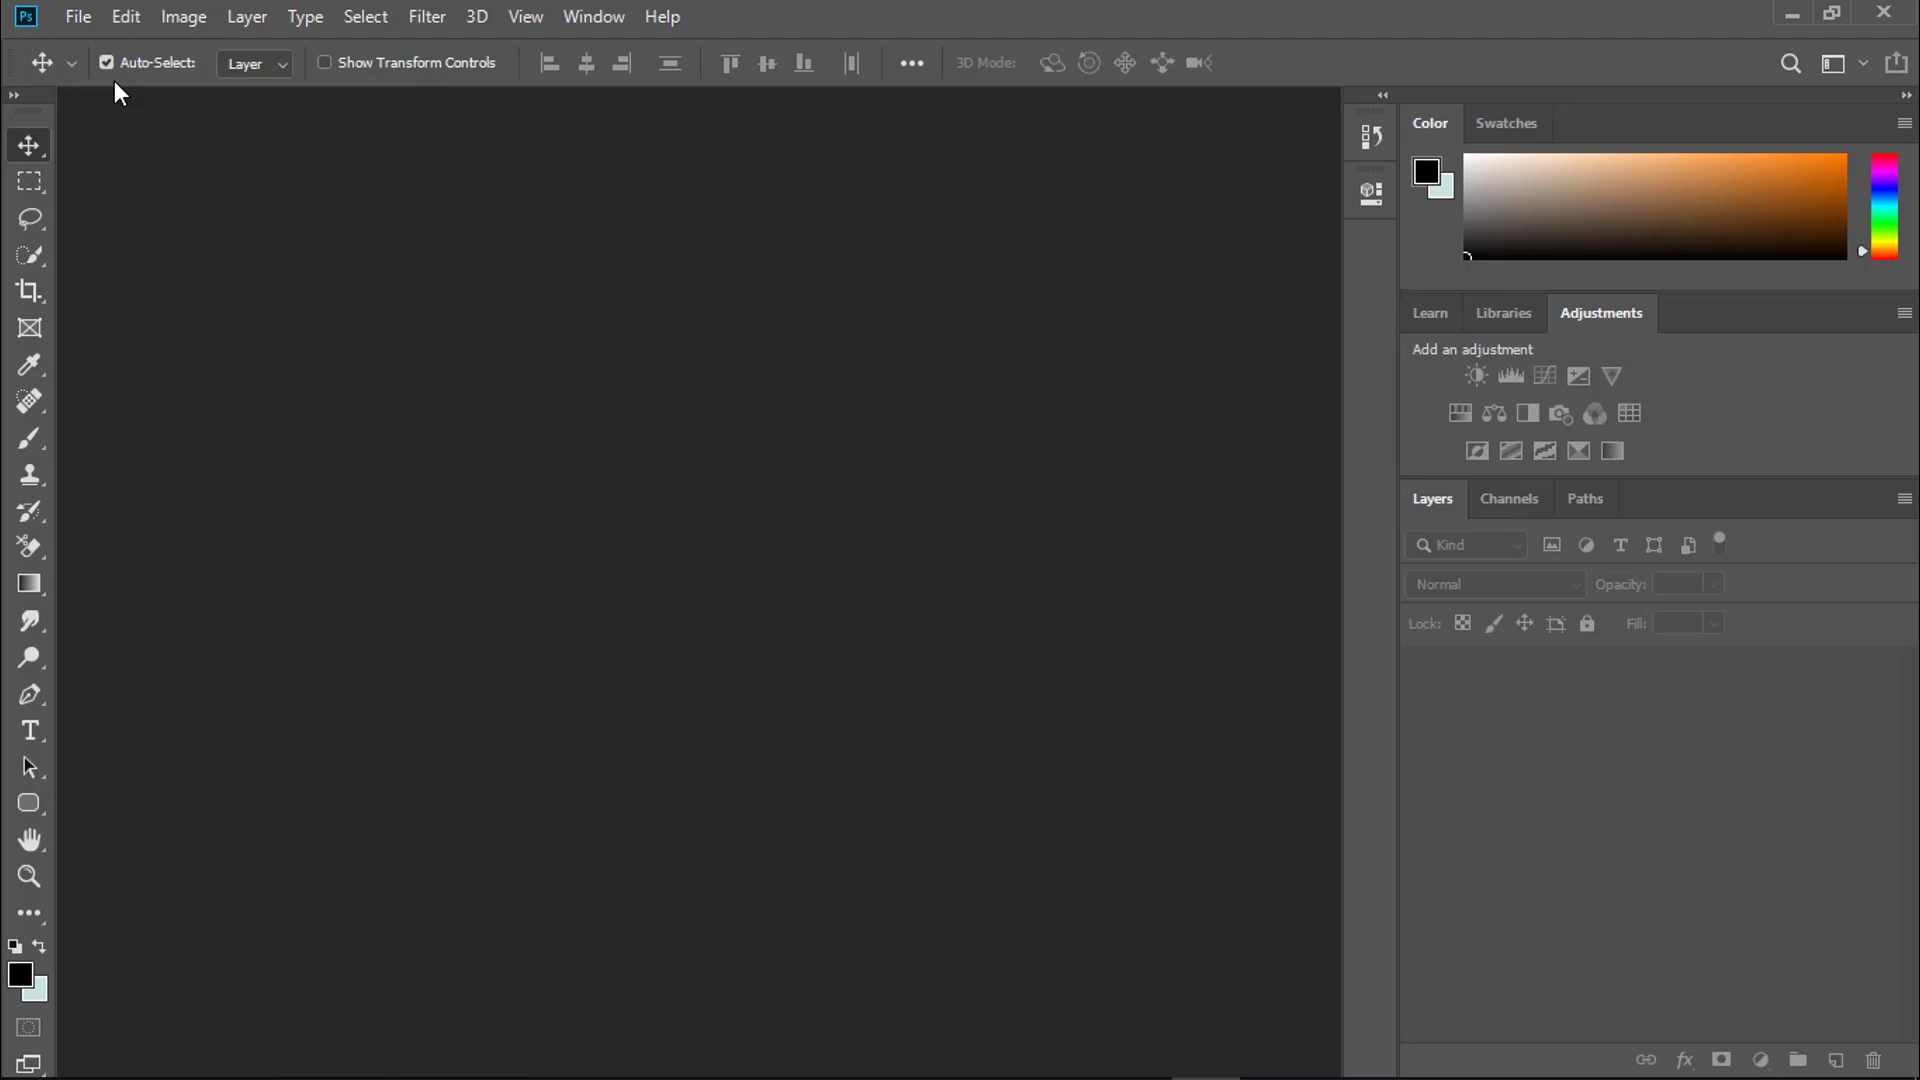 Ps File Edit Image Layer Type Select Filter 3D View Window Help
Auto-Select: Layer Show Transform Controls 3D Mode:
Color Swatches
Learn Libraries Adjustments
Add an adjustment
Layers Channels Paths
Kind
Normal Opacity:
Lock: Fill: